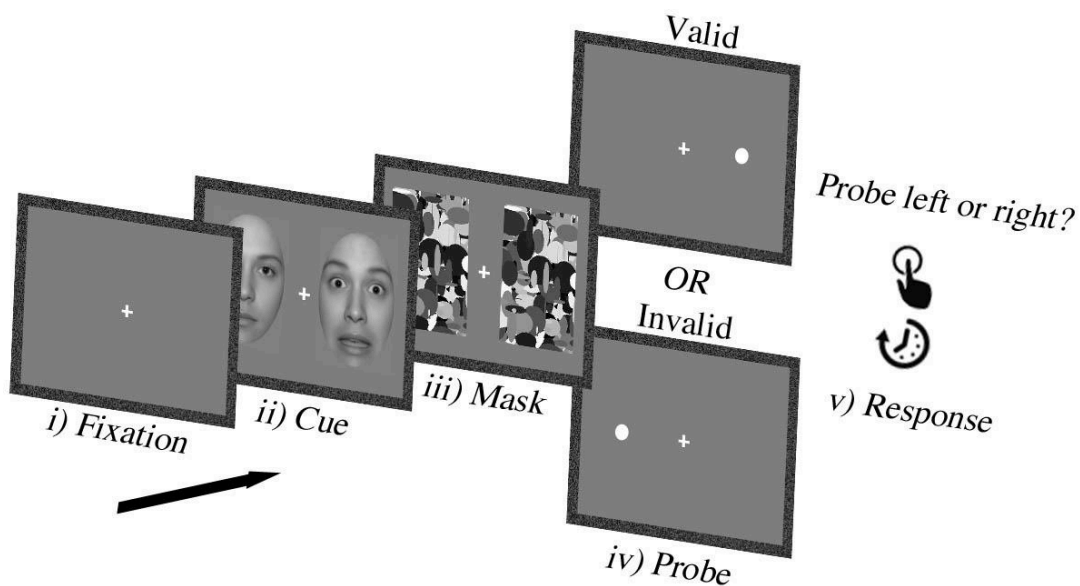 Valid
Probe left or right?
OR
Invalid
i) Fixation
ii) Cue
iii) Mask
v) Response
iv) Probe